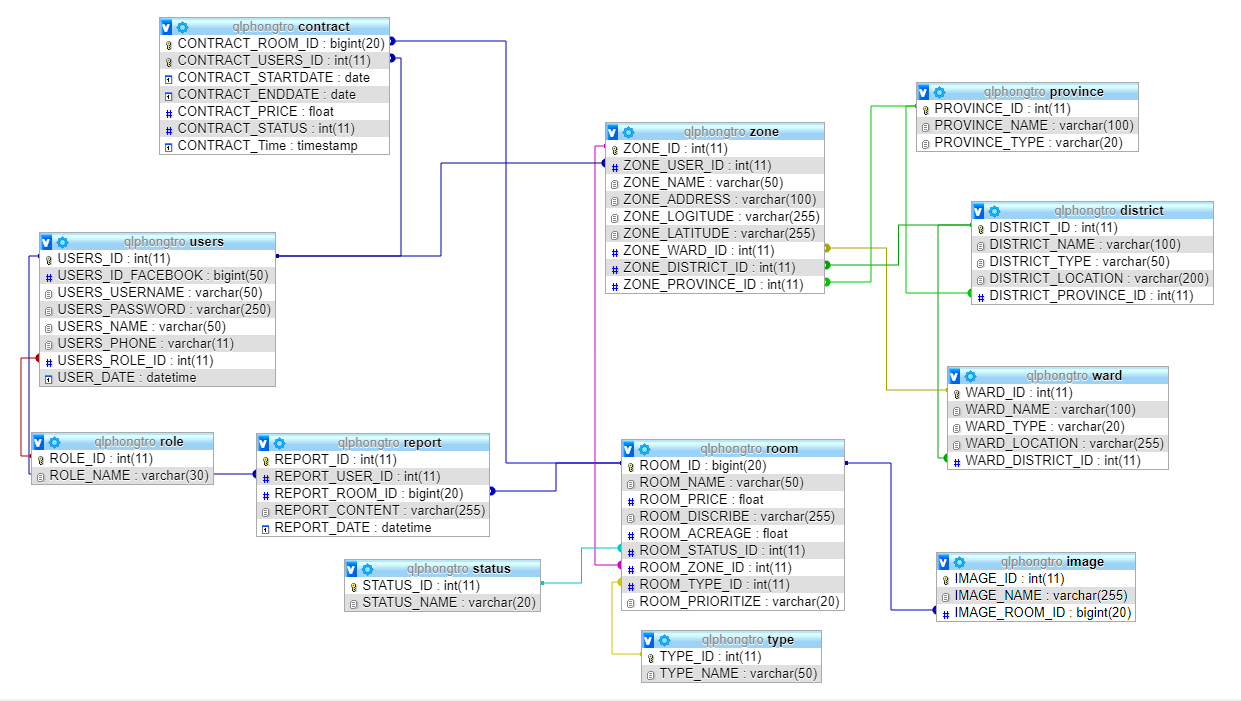 qlphongtro contract
CONTRACT_ROOM_ID : bigint(20)
CONTRACT_USERS_ID : int(11)
CONTRACT_STARTDATE : date
CONTRACT_ENDDATE : date
CONTRACT_PRICE : float
CONTRACT_STATUS : int(11)
CONTRACT_Time : timestamp
qlphongtro zone
ZONE_ID : int(11)
ZONE_USER_ID : int(11)
ZONE_NAME : varchar(50)
ZONE_ADDRESS : varchar(100)
ZONE_LOGITUDE : varchar(255)
ZONE_LATITUDE : varchar(255)
ZONE_WARD_ID : int(11)
ZONE_DISTRICT_ID : int(11)
ZONE_PROVINCE_ID : int(11)
qlphongtro province
PROVINCE_ID : int(11)
PROVINCE_NAME : varchar(100)
PROVINCE_TYPE : varchar(20)
qlphongtro district
DISTRICT_ID : int(11)
DISTRICT_NAME : varchar(100)
DISTRICT_TYPE : varchar(50)
DISTRICT_LOCATION : varchar(200)
DISTRICT_PROVINCE_ID : int(11)
qlphongtro users
USERS_ID : int(11)
USERS_ID_FACEBOOK : bigint(50)
USERS_USERNAME : varchar(50)
USERS_PASSWORD : varchar(250)
USERS_NAME : varchar(50)
USERS_PHONE : varchar(11)
USERS_ROLE_ID : int(11)
USER_DATE : datetime
qlphongtro ward
WARD_ID : int(11)
WARD_NAME : varchar(100)
WARD_TYPE : varchar(20)
WARD_LOCATION : varchar(255)
WARD_DISTRICT_ID : int(11)
qlphongtro role
ROLE_ID : int(11)
ROLE_NAME : varchar(30)
qlphongtro report
REPORT_ID : int(11)
REPORT_USER_ID : int(11)
REPORT_ROOM_ID : bigint(20)
REPORT_CONTENT : varchar(255)
REPORT_DATE : datetime
qlphongtro room
ROOM_ID : bigint(20)
ROOM_NAME : varchar(50)
ROOM_PRICE : float
ROOM_DISCRIBE : varchar(255)
ROOM_ACREAGE : float
ROOM_STATUS_ID : int(11)
ROOM_ZONE_ID : int(11)
ROOM_TYPE_ID : int(11)
ROOM_PRIORITIZE : varchar(20)
qlphongtro status
STATUS_ID : int(11)
STATUS_NAME : varchar(20)
qlphongtro image
IMAGE_ID : int(11)
IMAGE_NAME : varchar(255)
IMAGE_ROOM_ID : bigint(20)
qlphongtro type
TYPE_ID : int(11)
TYPE_NAME : varchar(50)